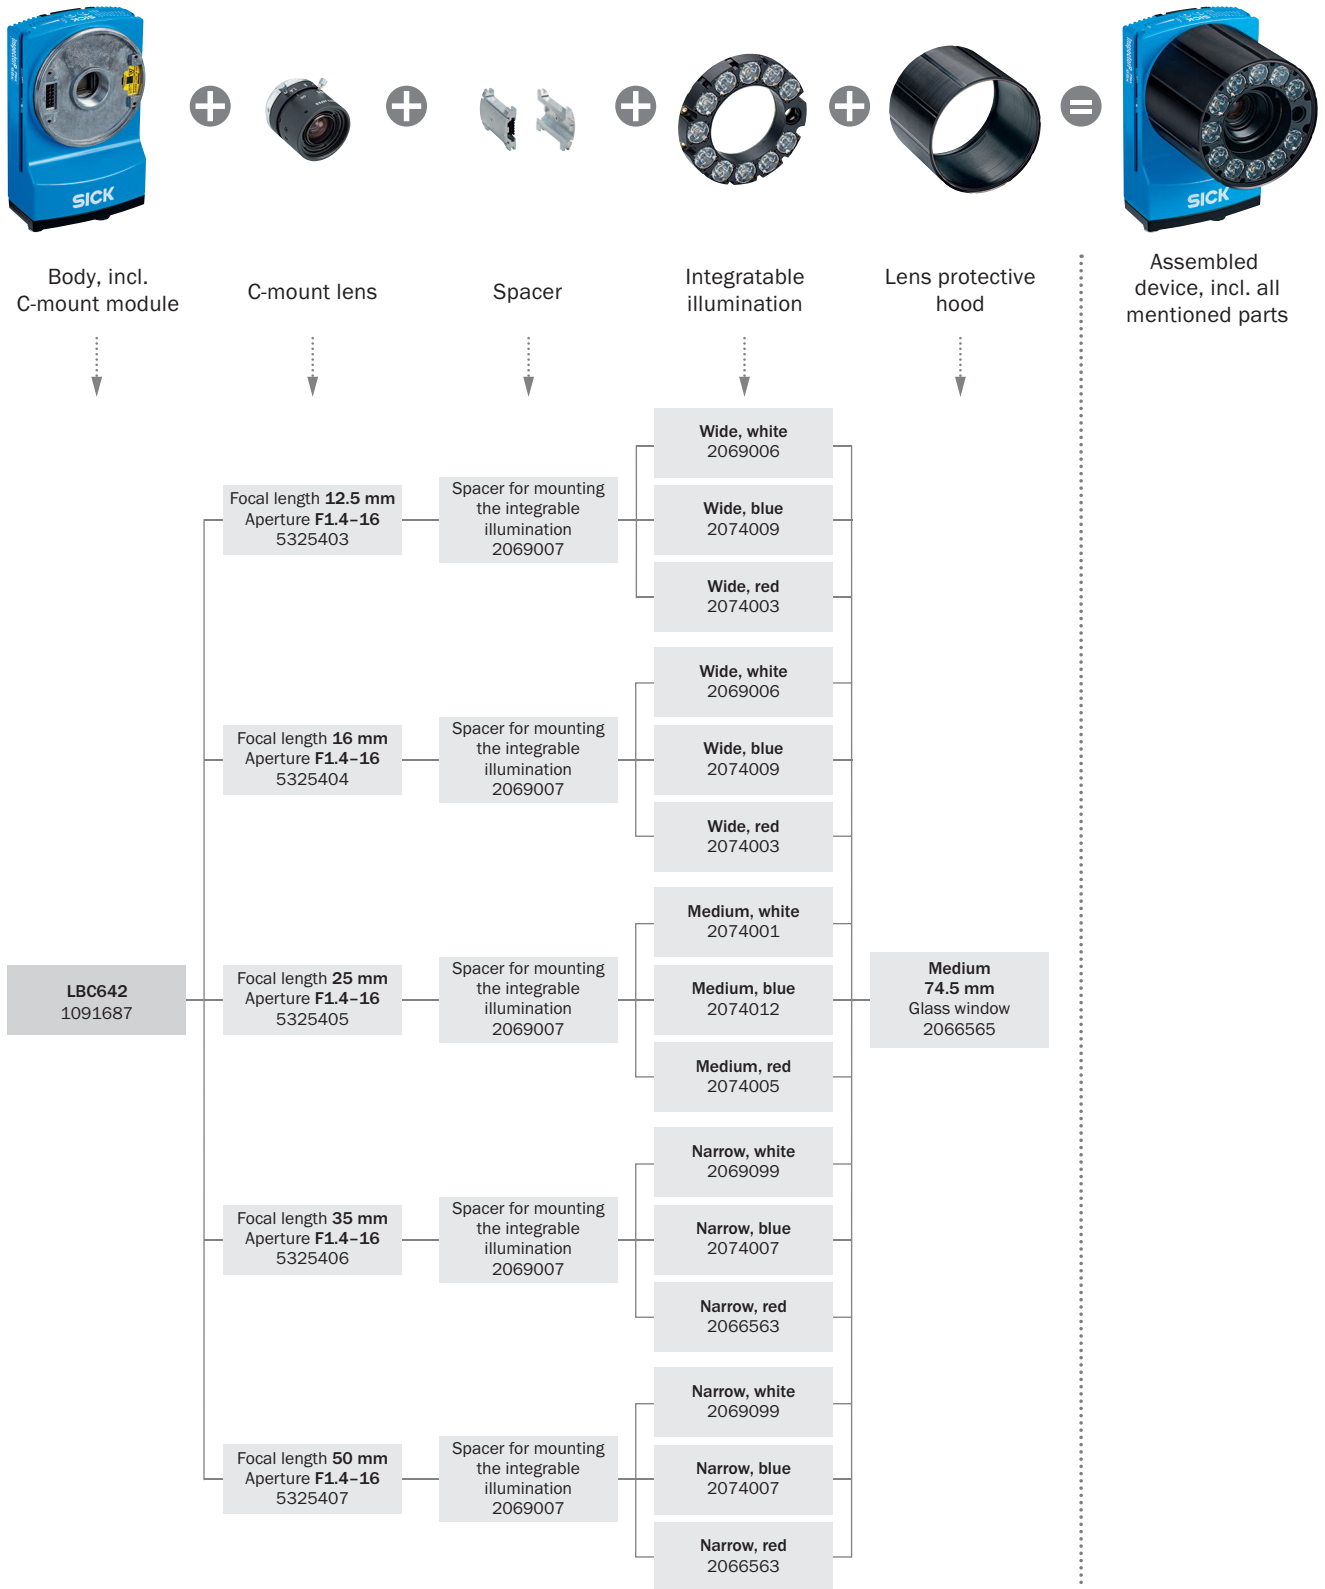 SICK
SICK
Body, incl.
C-mount module
C-mount lens
Spacer
Integratable
illumination
Lens protective
hood
Assembled
device, incl. all
mentioned parts
LBC642
1091687
Focal length 12.5 mm
Aperture F1.4–16
5325403
Spacer for mounting
the integrable
illumination
2069007
Wide, white
2069006
Wide, blue
2074009
Wide, red
2074003
Focal length 16 mm
Aperture F1.4–16
5325404
Spacer for mounting
the integrable
illumination
2069007
Wide, white
2069006
Wide, blue
2074009
Wide, red
2074003
Focal length 25 mm
Aperture F1.4–16
5325405
Spacer for mounting
the integrable
illumination
2069007
Medium, white
2074001
Medium, blue
2074012
Medium, red
2074005
Focal length 35 mm
Aperture F1.4–16
5325406
Spacer for mounting
the integrable
illumination
2069007
Narrow, white
2069099
Narrow, blue
2074007
Narrow, red
2066563
Focal length 50 mm
Aperture F1.4–16
5325407
Spacer for mounting
the integrable
illumination
2069007
Narrow, white
2069099
Narrow, blue
2074007
Narrow, red
2066563
Medium
74.5 mm
Glass window
2066565